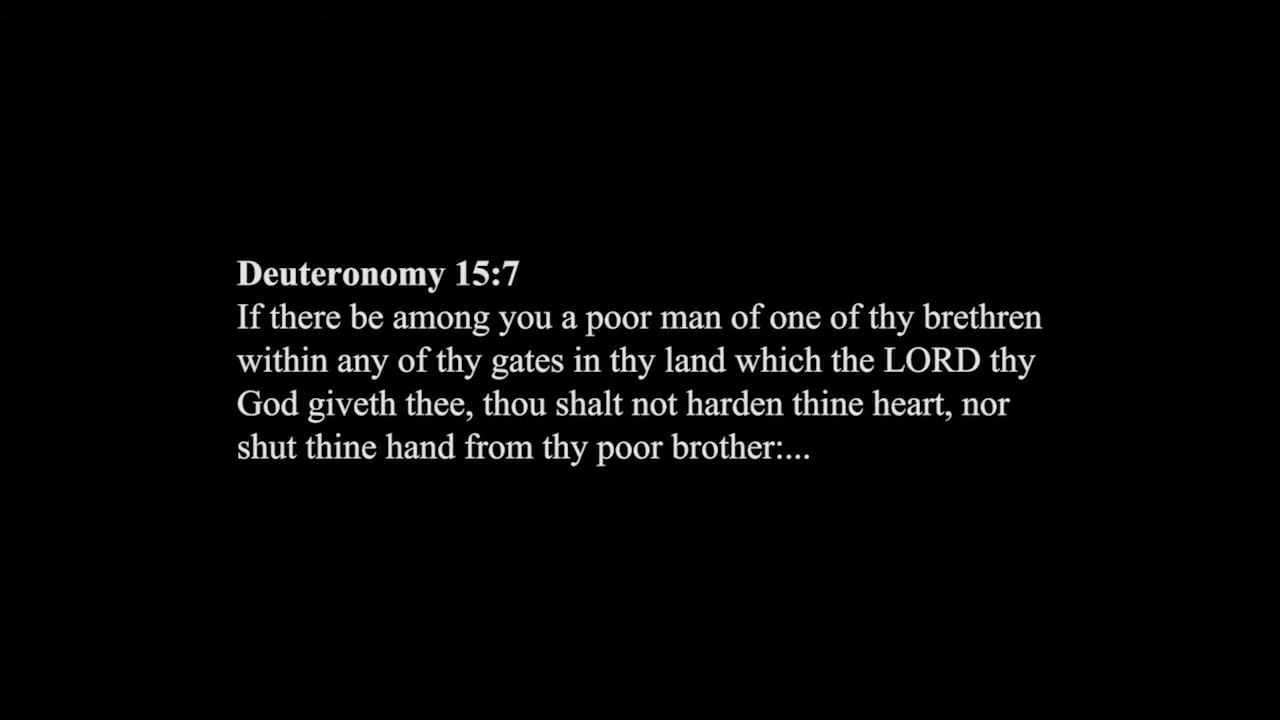 Deuteronomy 15:7
If there be among you a poor man of one of thy brethren
within any of thy gates in thy land which the LORD thy
God giveth thee, thou shalt not harden thine heart, nor
shut thine hand from thy poor brother:...